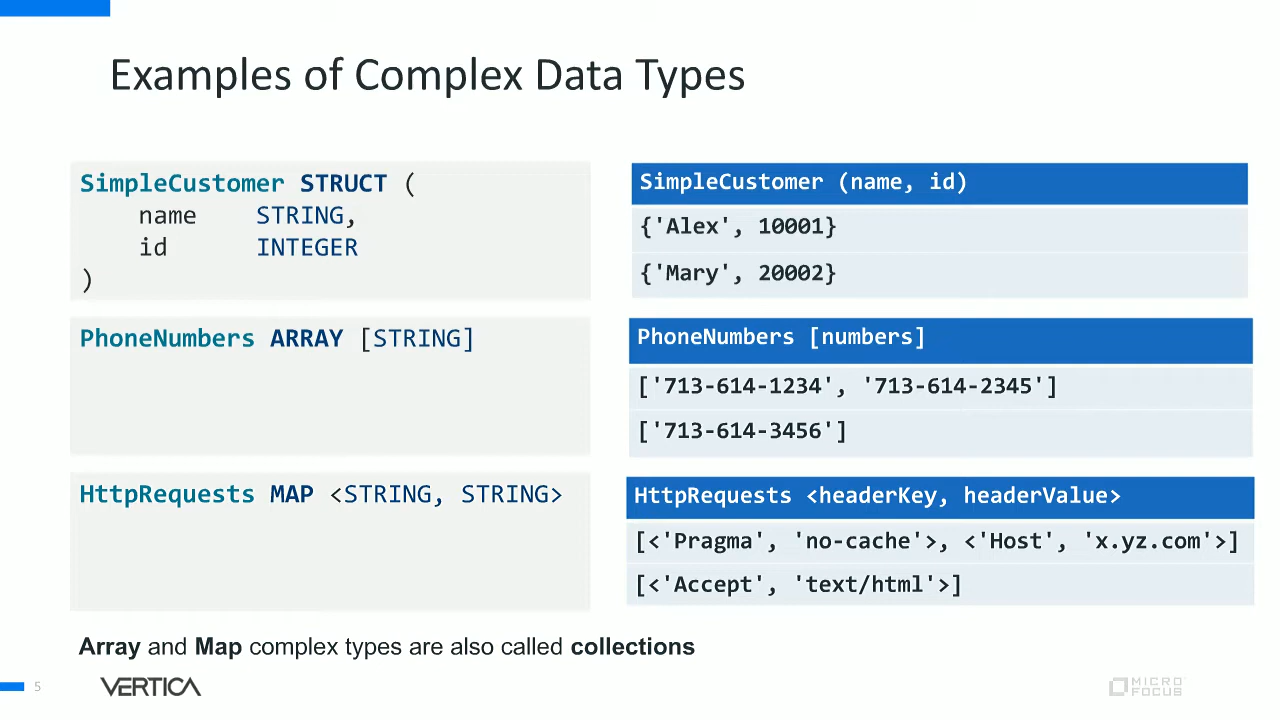 Examples of Complex Data Types
SimpleCustomer STRUCT (
name STRING,
id INTEGER
)
SimpleCustomer (name, id)
{'Alex', 10001}
{'Mary', 20002}
PhoneNumbers ARRAY [STRING]
PhoneNumbers [numbers]
['713-614-1234', '713-614-2345']
['713-614-3456']
HttpRequests MAP <STRING, STRING>
HttpRequests <headerKey, headerValue>
[<'Pragma', 'no-cache'>, <'Host', 'x.yz.com'>]
[<'Accept', 'text/html'>]
Array and Map complex types are also called collections
5
VERTICA
MICRO
FOCUS